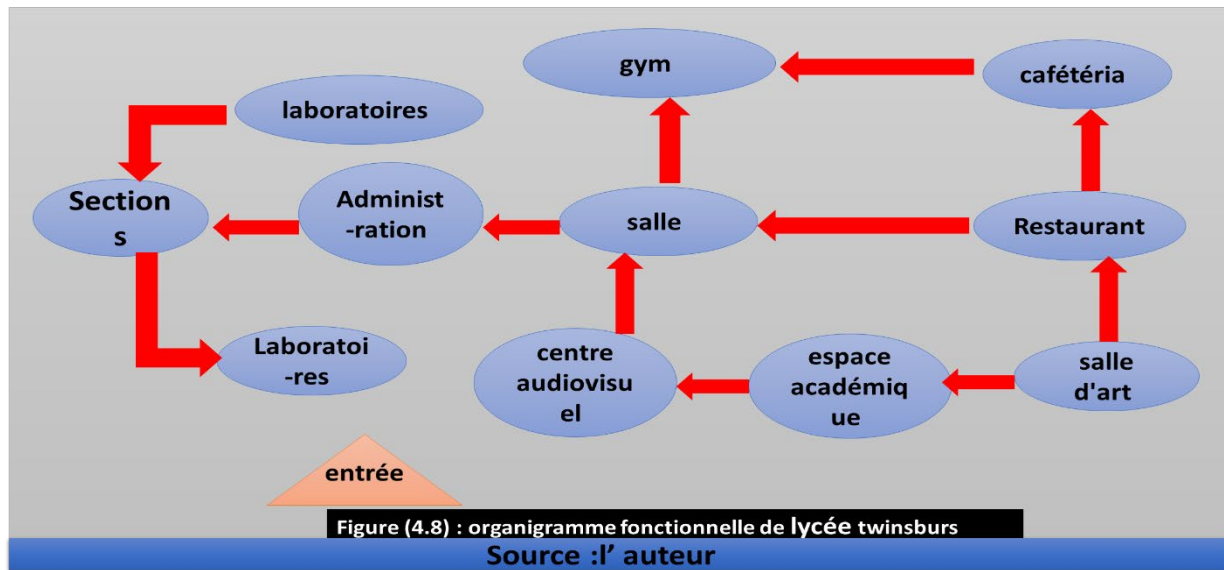 gym
cafétéria
laboratoires
Section
s
Administ
-ration
salle
Restaurant
Laboratoi
-res
centre
audiovisu
el
espace
académiq
ue
salle
d'art
entrée
Figure (4.8) : organigramme fonctionnelle de lycée twinsburs
Source :l' auteur